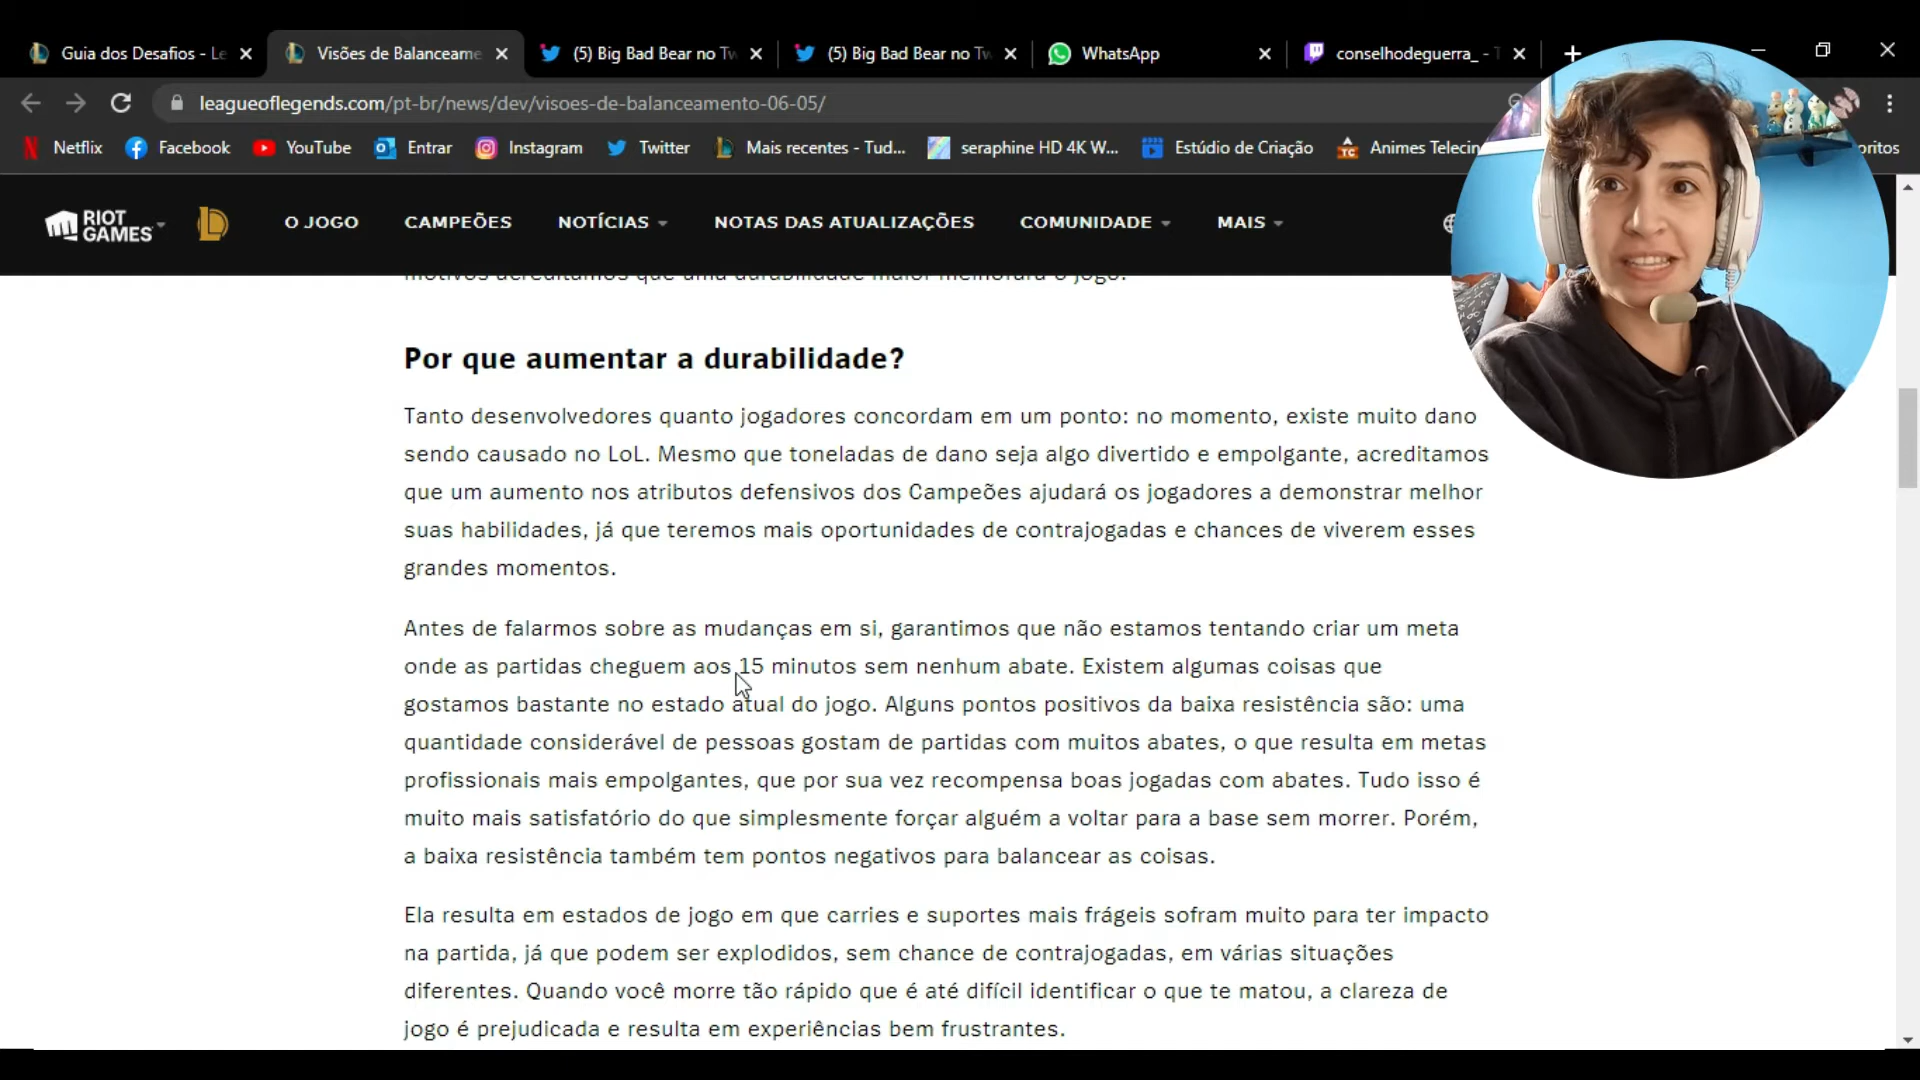 Guia dos Desafios - Le
Visões de Balanceame
(5) Big Bad Bear no Tw
(5) Big Bad Bear no Tw
WhatsApp
conselhodeguerra_ - T
leagueoflegends.com/pt-br/news/dev/visoes-de-balanceamento-06-05/
Netflix
Facebook
YouTube
Entrar
Instagram
Twitter
Mais recentes - Tud...
seraphine HD 4K W...
Estúdio de Criação
TC
Animes Telecin
oritos
RIOT
GAMES
O JOGO
CAMPEÕES
NOTÍCIAS
NOTAS DAS ATUALIZAÇÕES
COMUNIDADE
MAIS
motivos acreditamos que uma durabilidade maior melhorará o jogo.
Por que aumentar a durabilidade?
Tanto desenvolvedores quanto jogadores concordam em um ponto: no momento, existe muito dano
sendo causado no LoL. Mesmo que toneladas de dano seja algo divertido e empolgante, acreditamos
que um aumento nos atributos defensivos dos Campeões ajudará os jogadores a demonstrar melhor
suas habilidades, já que teremos mais oportunidades de contrajogadas e chances de viverem esses
grandes momentos.
Antes de falarmos sobre as mudanças em si, garantimos que não estamos tentando criar um meta
onde as partidas cheguem aos 15 minutos sem nenhum abate. Existem algumas coisas que
gostamos bastante no estado atual do jogo. Alguns pontos positivos da baixa resistência são: uma
quantidade considerável de pessoas gostam de partidas com muitos abates, o que resulta em metas
profissionais mais empolgantes, que por sua vez recompensa boas jogadas com abates. Tudo isso é
muito mais satisfatório do que simplesmente forçar alguém a voltar para a base sem morrer. Porém,
a baixa resistência também tem pontos negativos para balancear as coisas.
Ela resulta em estados de jogo em que carries e suportes mais frágeis sofram muito para ter impacto
na partida, já que podem ser explodidos, sem chance de contrajogadas, em várias situações
diferentes. Quando você morre tão rápido que é até difícil identificar o que te matou, a clareza de
jogo é prejudicada e resulta em experiências bem frustrantes.